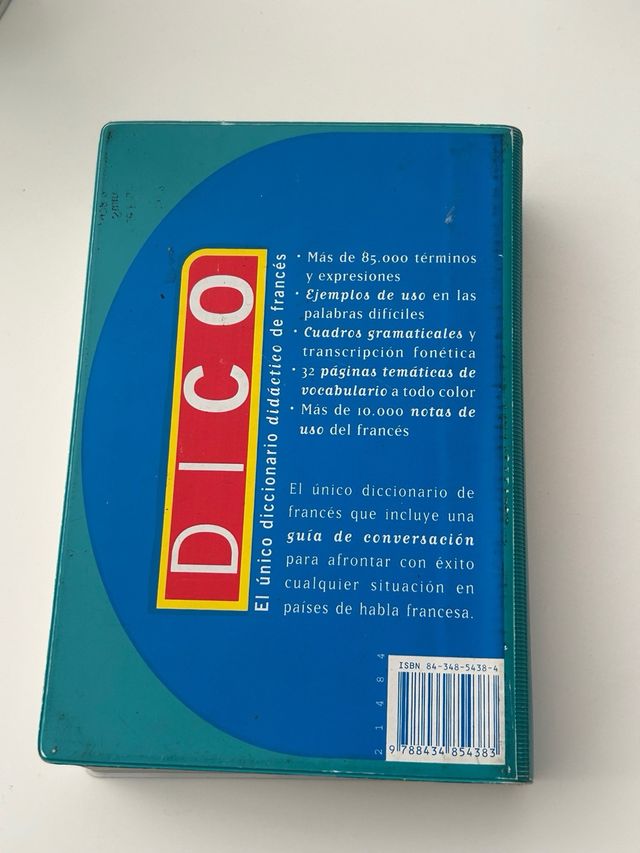 DICO
El único diccionario didáctico de francés
· Más de 85.000 términos
y expresiones
· Ejemplos de uso en las
palabras difíciles
· Cuadros gramaticales y
transcripción fonética
· 32 páginas temáticas de
vocabulario a todo color
· Más de 10.000 notas de
uso del francés
El único diccionario de
francés que incluye una
guía de conversación
para afrontar con éxito
cualquier situación en
países de habla francesa.
21484
ISBN 84-348-5438-4
9 788434 854383